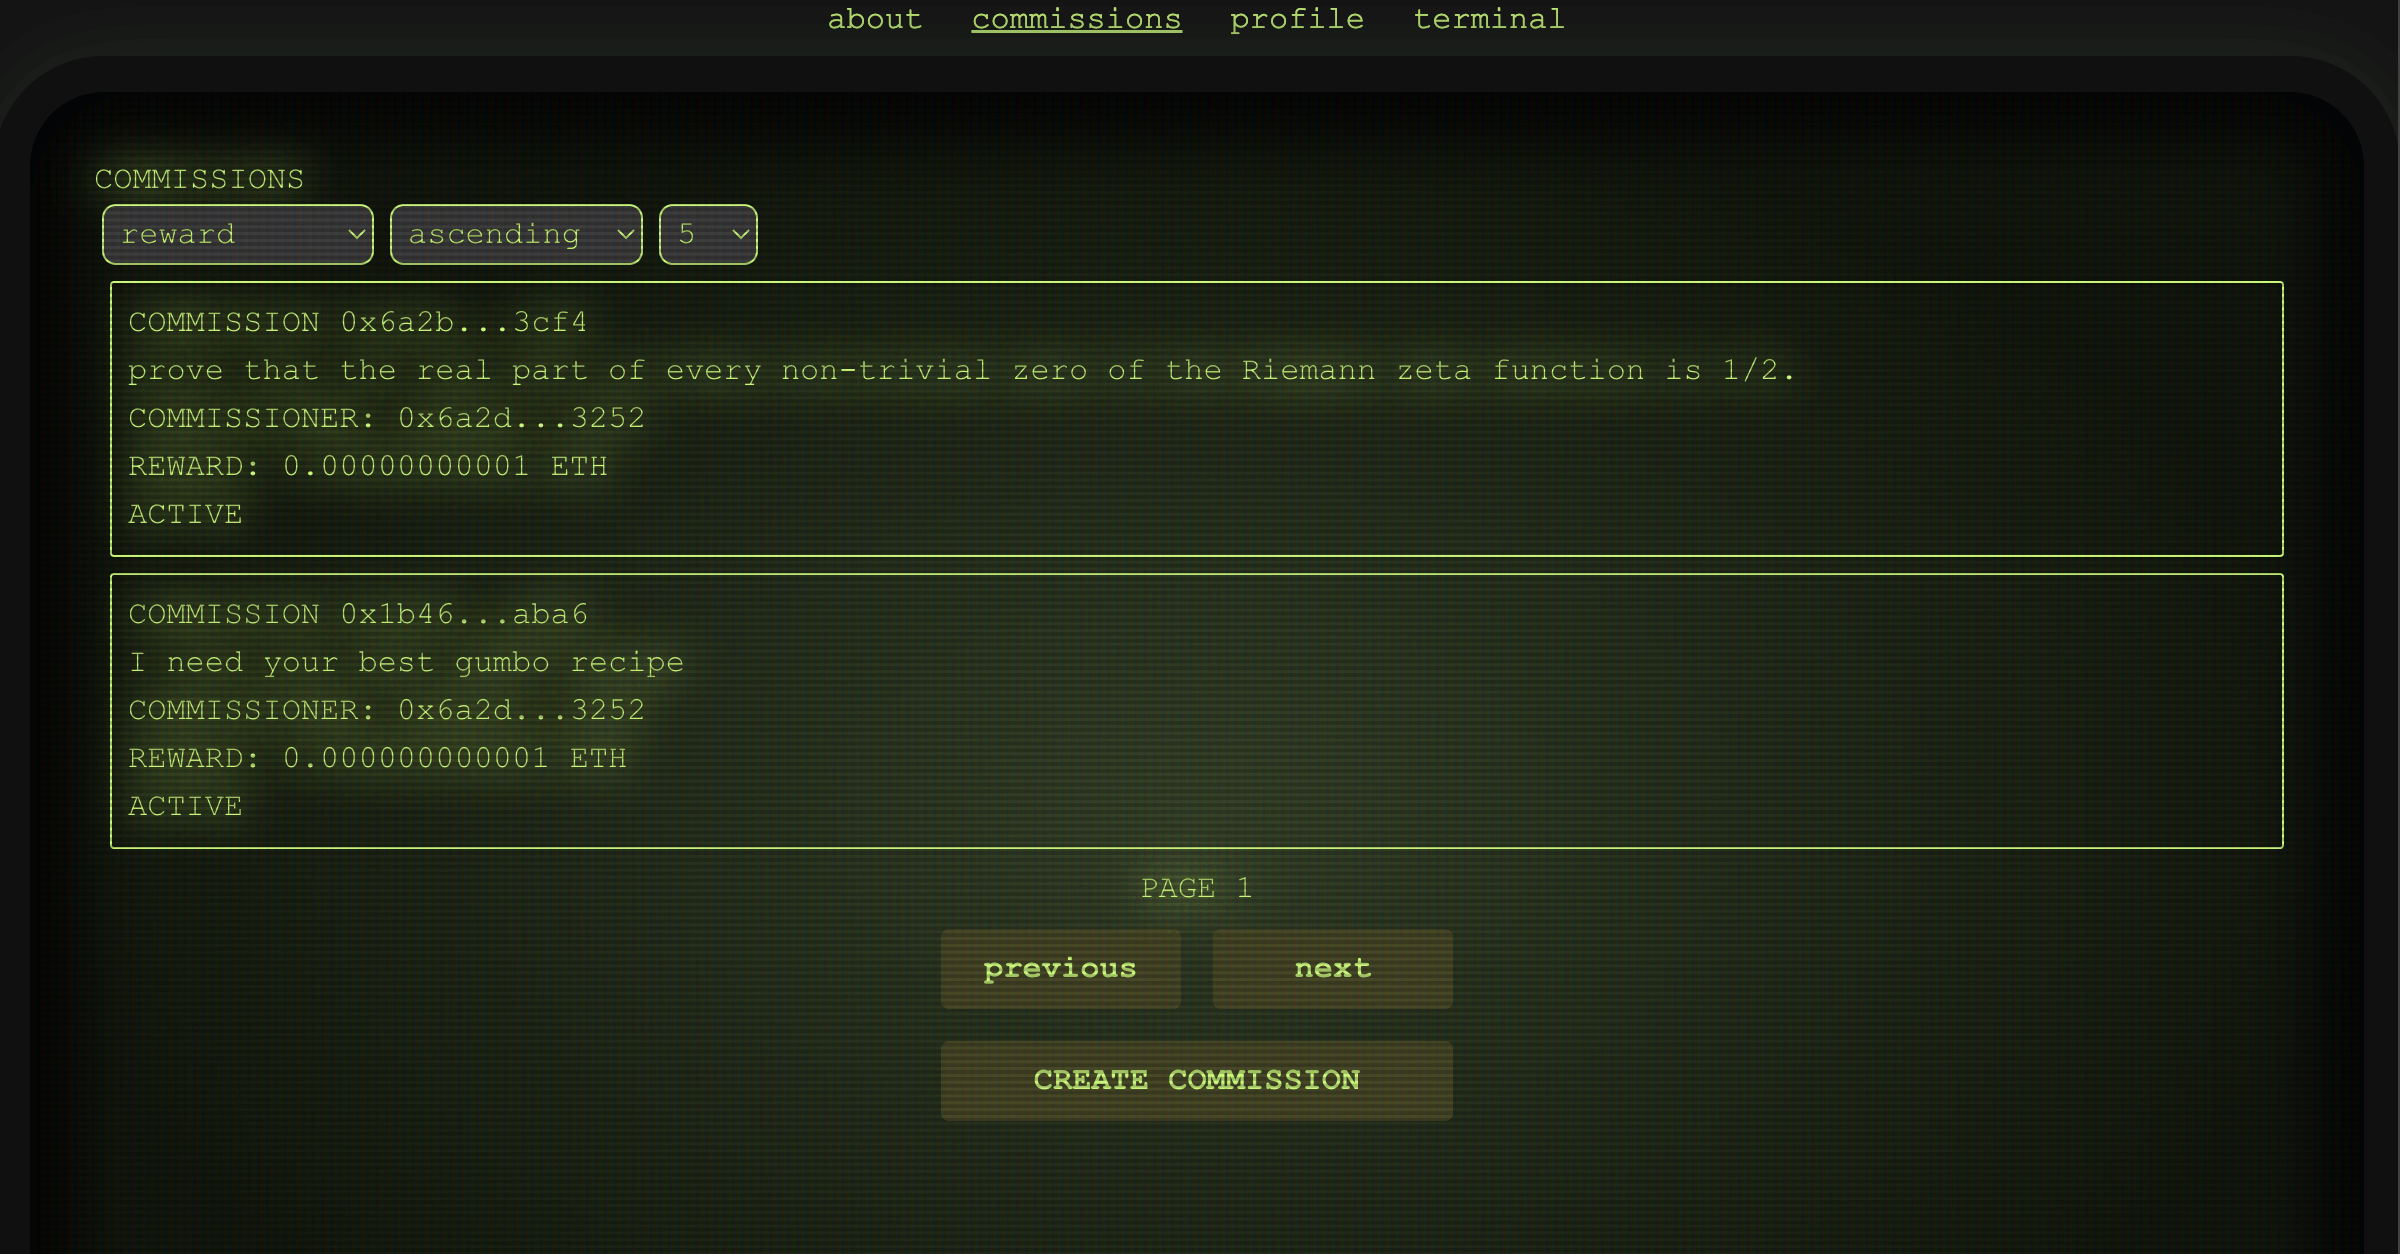 about commissions profile terminal
COMMISSIONS
reward ascending 5
COMMISSION 0x6a2b...3cf4
prove that the real part of every non-trivial zero of the Riemann zeta function is 1/2.
COMMISSIONER: 0x6a2d...3252
REWARD: 0.00000000001 ETH
ACTIVE
COMMISSION 0x1b46...aba6
I need your best gumbo recipe
COMMISSIONER: 0x6a2d...3252
REWARD: 0.000000000001 ETH
ACTIVE
PAGE 1
previous next
CREATE COMMISSION